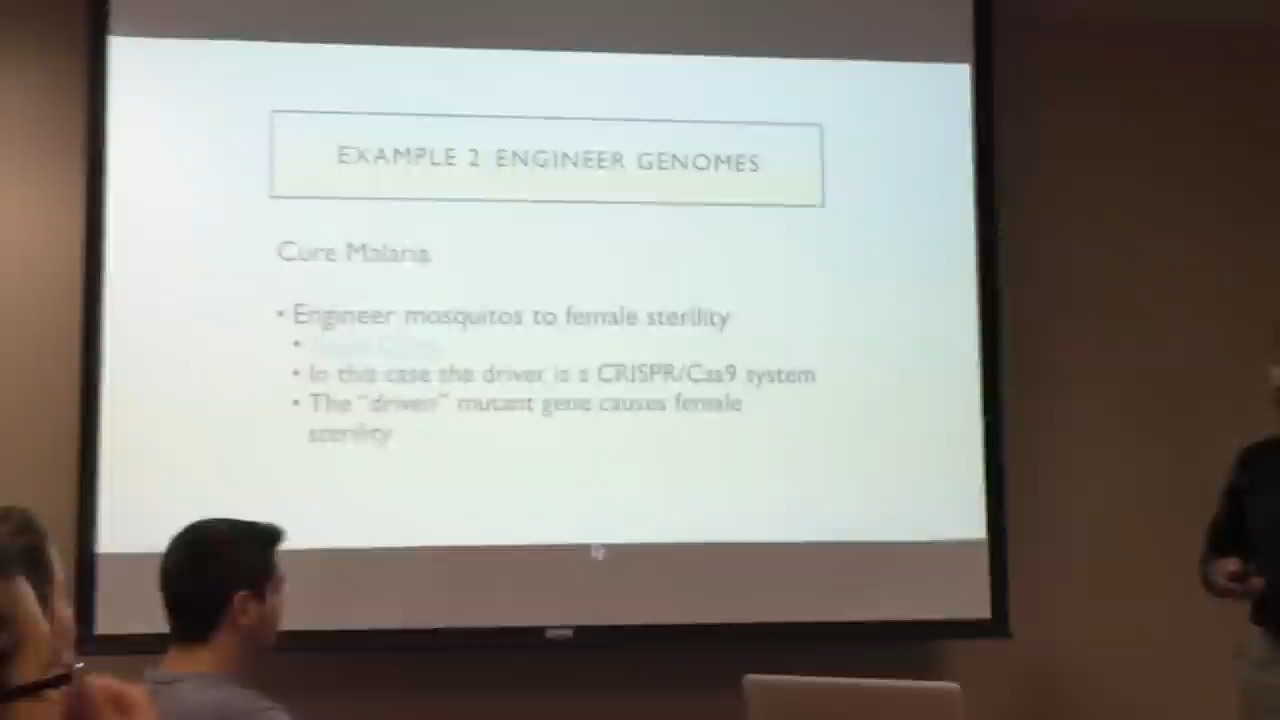 EXAMPLE 2 ENGINEER GENOMES
Cure Malaria
• Engineer mosquitos to female sterility
• In this case the driver is a CRISPR/Cas9 system
• The "driven" mutant gene causes female
sterility